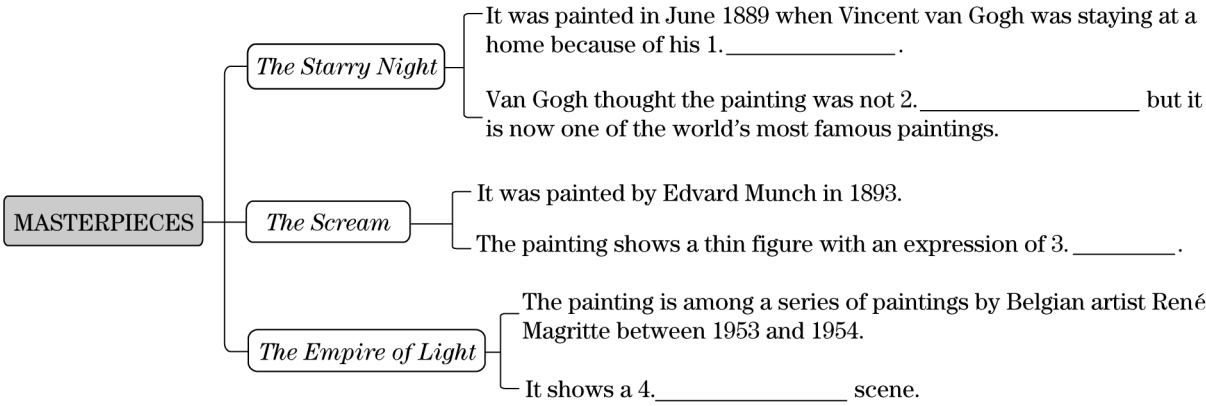 MASTERPIECES
The Starry Night
It was painted in June 1889 when Vincent van Gogh was staying at a
home because of his 1.______________.
Van Gogh thought the painting was not 2.__________________ but it
is now one of the world's most famous paintings.
The Scream
It was painted by Edvard Munch in 1893.
The painting shows a thin figure with an expression of 3.________.
The Empire of Light
The painting is among a series of paintings by Belgian artist René
Magritte between 1953 and 1954.
It shows a 4.________________ scene.